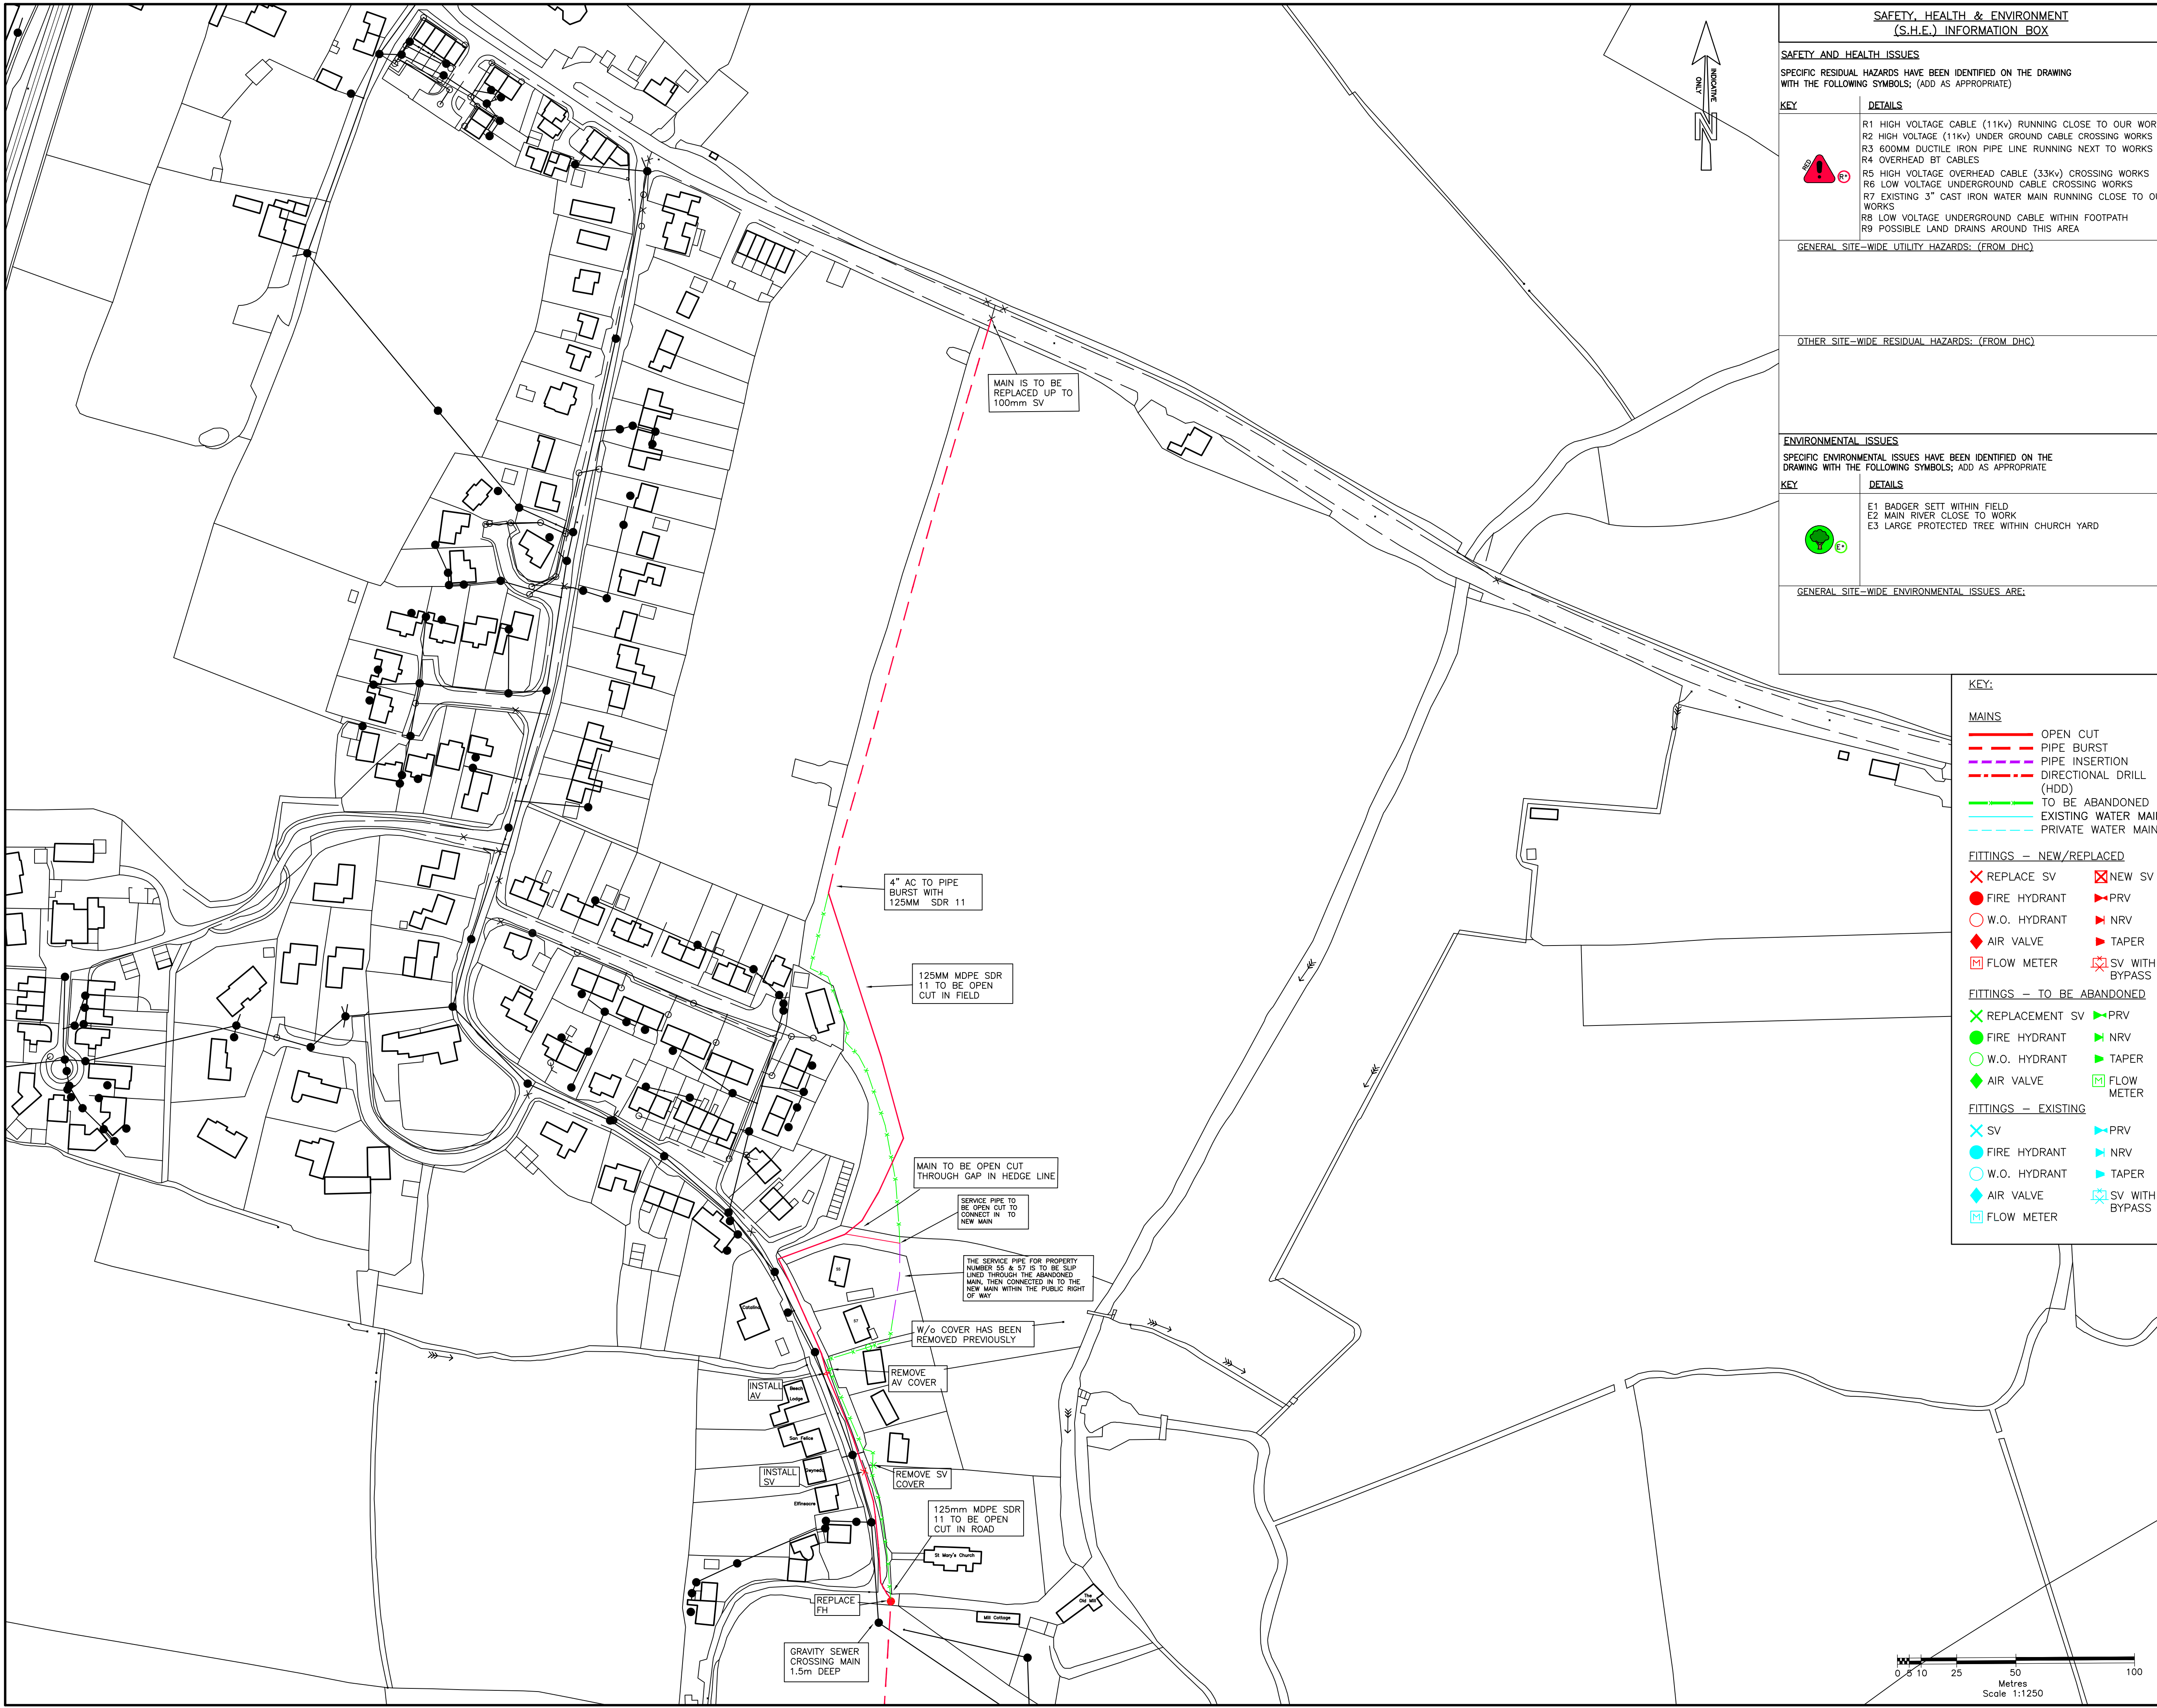 SAFETY, HEALTH & ENVIRONMENT
(S.H.E.) INFORMATION BOX
SAFETY AND HEALTH ISSUES
SPECIFIC RESIDUAL HAZARDS HAVE BEEN IDENTIFIED ON THE DRAWING
WITH THE FOLLOWING SYMBOLS; (ADD AS APPROPRIATE)
KEY
DETAILS
RED
!
R*
R1 HIGH VOLTAGE CABLE (11Kv) RUNNING CLOSE TO OUR WOR
R2 HIGH VOLTAGE (11Kv) UNDER GROUND CABLE CROSSING WORKS
R3 600MM DUCTILE IRON PIPE LINE RUNNING NEXT TO WORKS
R4 OVERHEAD BT CABLES
R5 HIGH VOLTAGE OVERHEAD CABLE (33Kv) CROSSING WORKS
R6 LOW VOLTAGE UNDERGROUND CABLE CROSSING WORKS
R7 EXISTING 3" CAST IRON WATER MAIN RUNNING CLOSE TO OU
WORKS
R8 LOW VOLTAGE UNDERGROUND CABLE WITHIN FOOTPATH
R9 POSSIBLE LAND DRAINS AROUND THIS AREA
GENERAL SITE-WIDE UTILITY HAZARDS: (FROM DHC)
OTHER SITE-WIDE RESIDUAL HAZARDS: (FROM DHC)
ENVIRONMENTAL ISSUES
SPECIFIC ENVIRONMENTAL ISSUES HAVE BEEN IDENTIFIED ON THE
DRAWING WITH THE FOLLOWING SYMBOLS; ADD AS APPROPRIATE
KEY
DETAILS
E*
E1 BADGER SETT WITHIN FIELD
E2 MAIN RIVER CLOSE TO WORK
E3 LARGE PROTECTED TREE WITHIN CHURCH YARD
GENERAL SITE-WIDE ENVIRONMENTAL ISSUES ARE;
INDICATIVE
ONLY
N
KEY:
MAINS
OPEN CUT
PIPE BURST
PIPE INSERTION
DIRECTIONAL DRILL
(HDD)
TO BE ABANDONED
EXISTING WATER MAI
PRIVATE WATER MAIN
FITTINGS - NEW/REPLACED
REPLACE SV
NEW SV
FIRE HYDRANT
PRV
W.O. HYDRANT
NRV
AIR VALVE
TAPER
M FLOW METER
SV WITH
BYPASS
FITTINGS - TO BE ABANDONED
REPLACEMENT SV
PRV
FIRE HYDRANT
NRV
W.O. HYDRANT
TAPER
AIR VALVE
M FLOW
METER
FITTINGS - EXISTING
SV
PRV
FIRE HYDRANT
NRV
W.O. HYDRANT
TAPER
AIR VALVE
SV WITH
BYPASS
M FLOW METER
MAIN IS TO BE
REPLACED UP TO
100mm SV
4" AC TO PIPE
BURST WITH
125MM SDR 11
125MM MDPE SDR
11 TO BE OPEN
CUT IN FIELD
MAIN TO BE OPEN CUT
THROUGH GAP IN HEDGE LINE
SERVICE PIPE TO
BE OPEN CUT TO
CONNECT IN TO
NEW MAIN
THE SERVICE PIPE FOR PROPERTY
NUMBER 55 & 57 IS TO BE SLIP
LINED THROUGH THE ABANDONED
MAIN, THEN CONNECTED IN TO THE
NEW MAIN WITHIN THE PUBLIC RIGHT
OF WAY
55
57
Catalina
W/o COVER HAS BEEN
REMOVED PREVIOUSLY
REMOVE
AV COVER
INSTALL
AV
Beech
Lodge
San Felice
INSTALL
SV
Gwynedd
REMOVE SV
COVER
Elfineacre
125mm MDPE SDR
11 TO BE OPEN
CUT IN ROAD
St Mary's Church
REPLACE
FH
The
Old Mill
Mill Cottage
GRAVITY SEWER
CROSSING MAIN
1.5m DEEP
0 5 10 25 50 100
Metres
Scale 1:1250